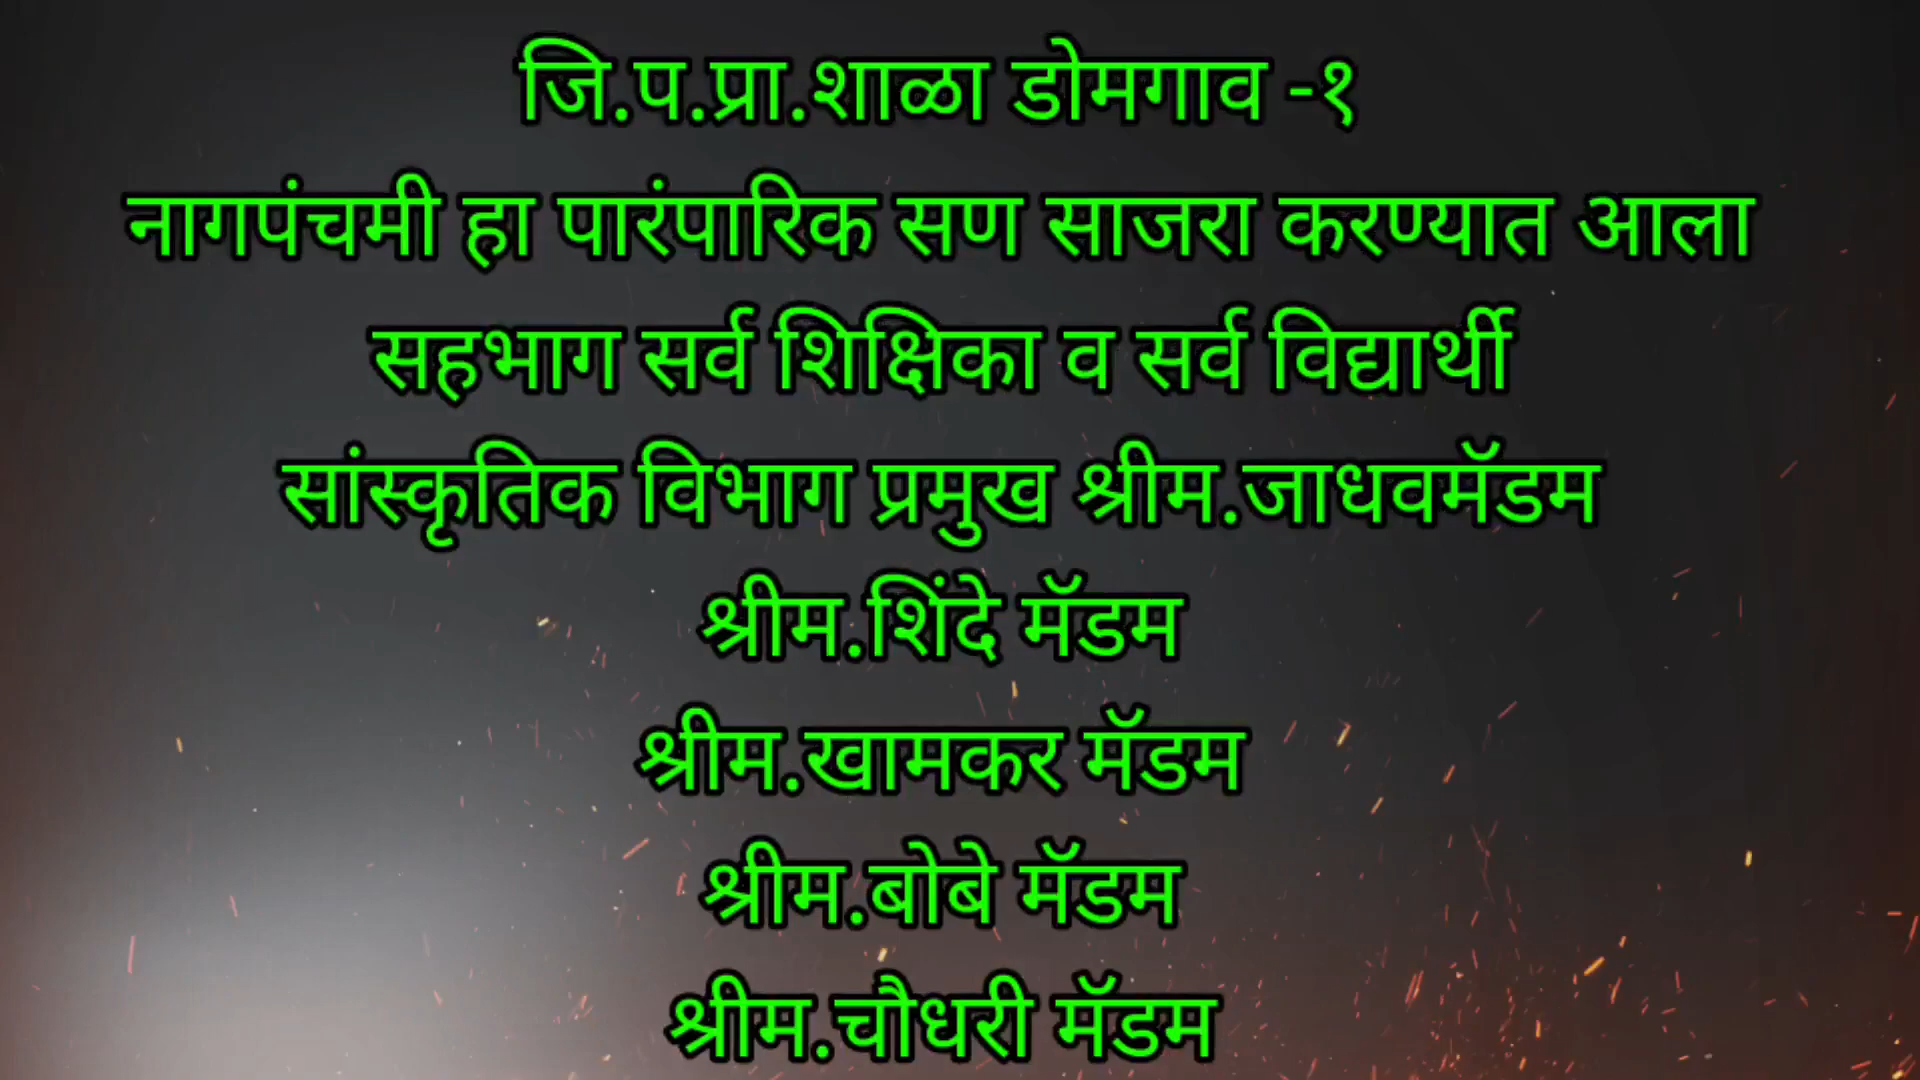 जि.प.प्रा.शाळा डोमगाव -१
नागपंचमी हा पारंपारिक सण साजरा करण्यात आला
सहभाग सर्व शिक्षिका व सर्व विद्यार्थी
सांस्कृतिक विभाग प्रमुख श्रीम.जाधवमॅडम
श्रीम.शिंदे मॅडम
श्रीम.खामकर मॅडम
श्रीम.बोबे मॅडम
श्रीम.चौधरी मॅडम